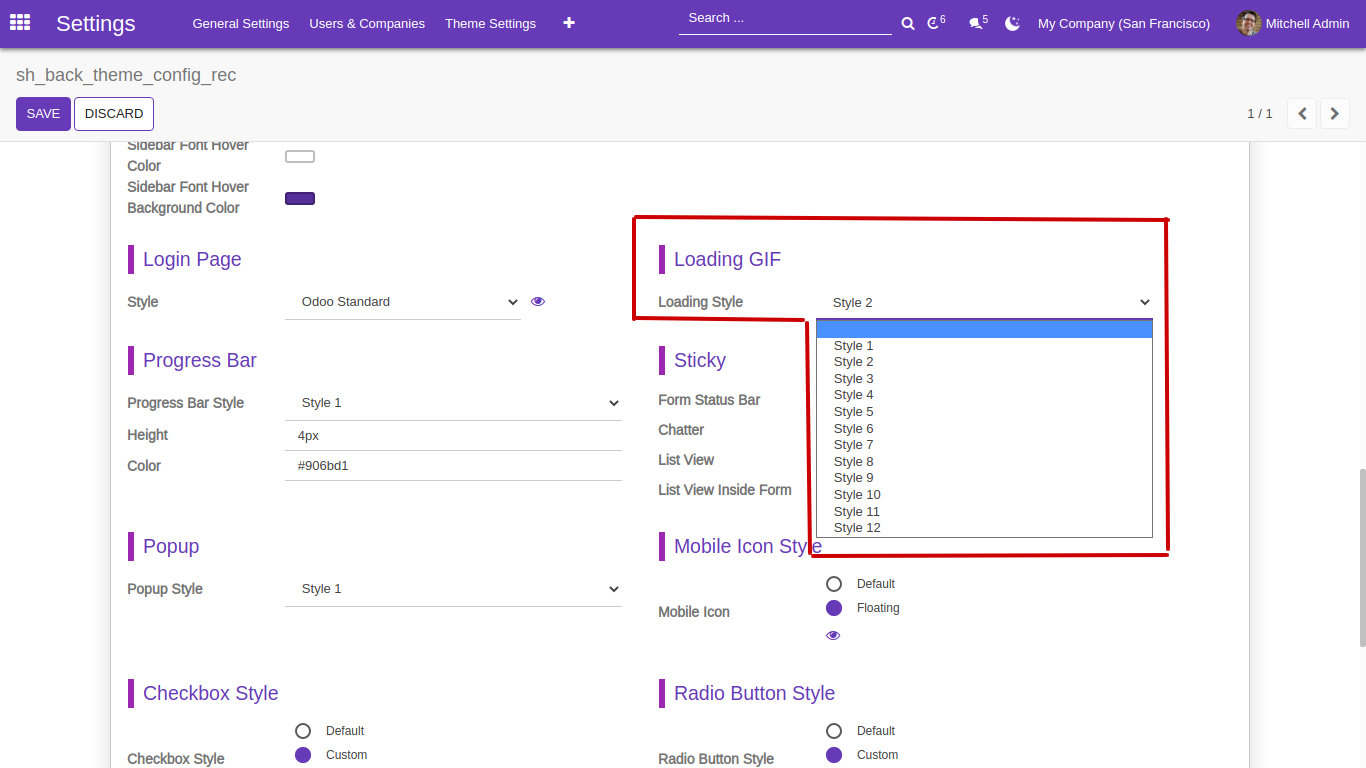 Settings
General Settings
Users & Companies
Theme Settings
Search ...
6
5
My Company (San Francisco)
Mitchell Admin
sh_back_theme_config_rec
SAVE
DISCARD
1 / 1
Sidebar Font Hover
Color
Sidebar Font Hover
Background Color
Login Page
Style
Odoo Standard
Loading GIF
Loading Style
Style 2
Style 1
Style 2
Style 3
Style 4
Style 5
Style 6
Style 7
Style 8
Style 9
Style 10
Style 11
Style 12
Progress Bar
Progress Bar Style
Style 1
Height
4px
Color
#906bd1
Sticky
Form Status Bar
Chatter
List View
List View Inside Form
Popup
Popup Style
Style 1
Mobile Icon Style
Mobile Icon
Default
Floating
Checkbox Style
Checkbox Style
Default
Custom
Radio Button Style
Radio Button Style
Default
Custom